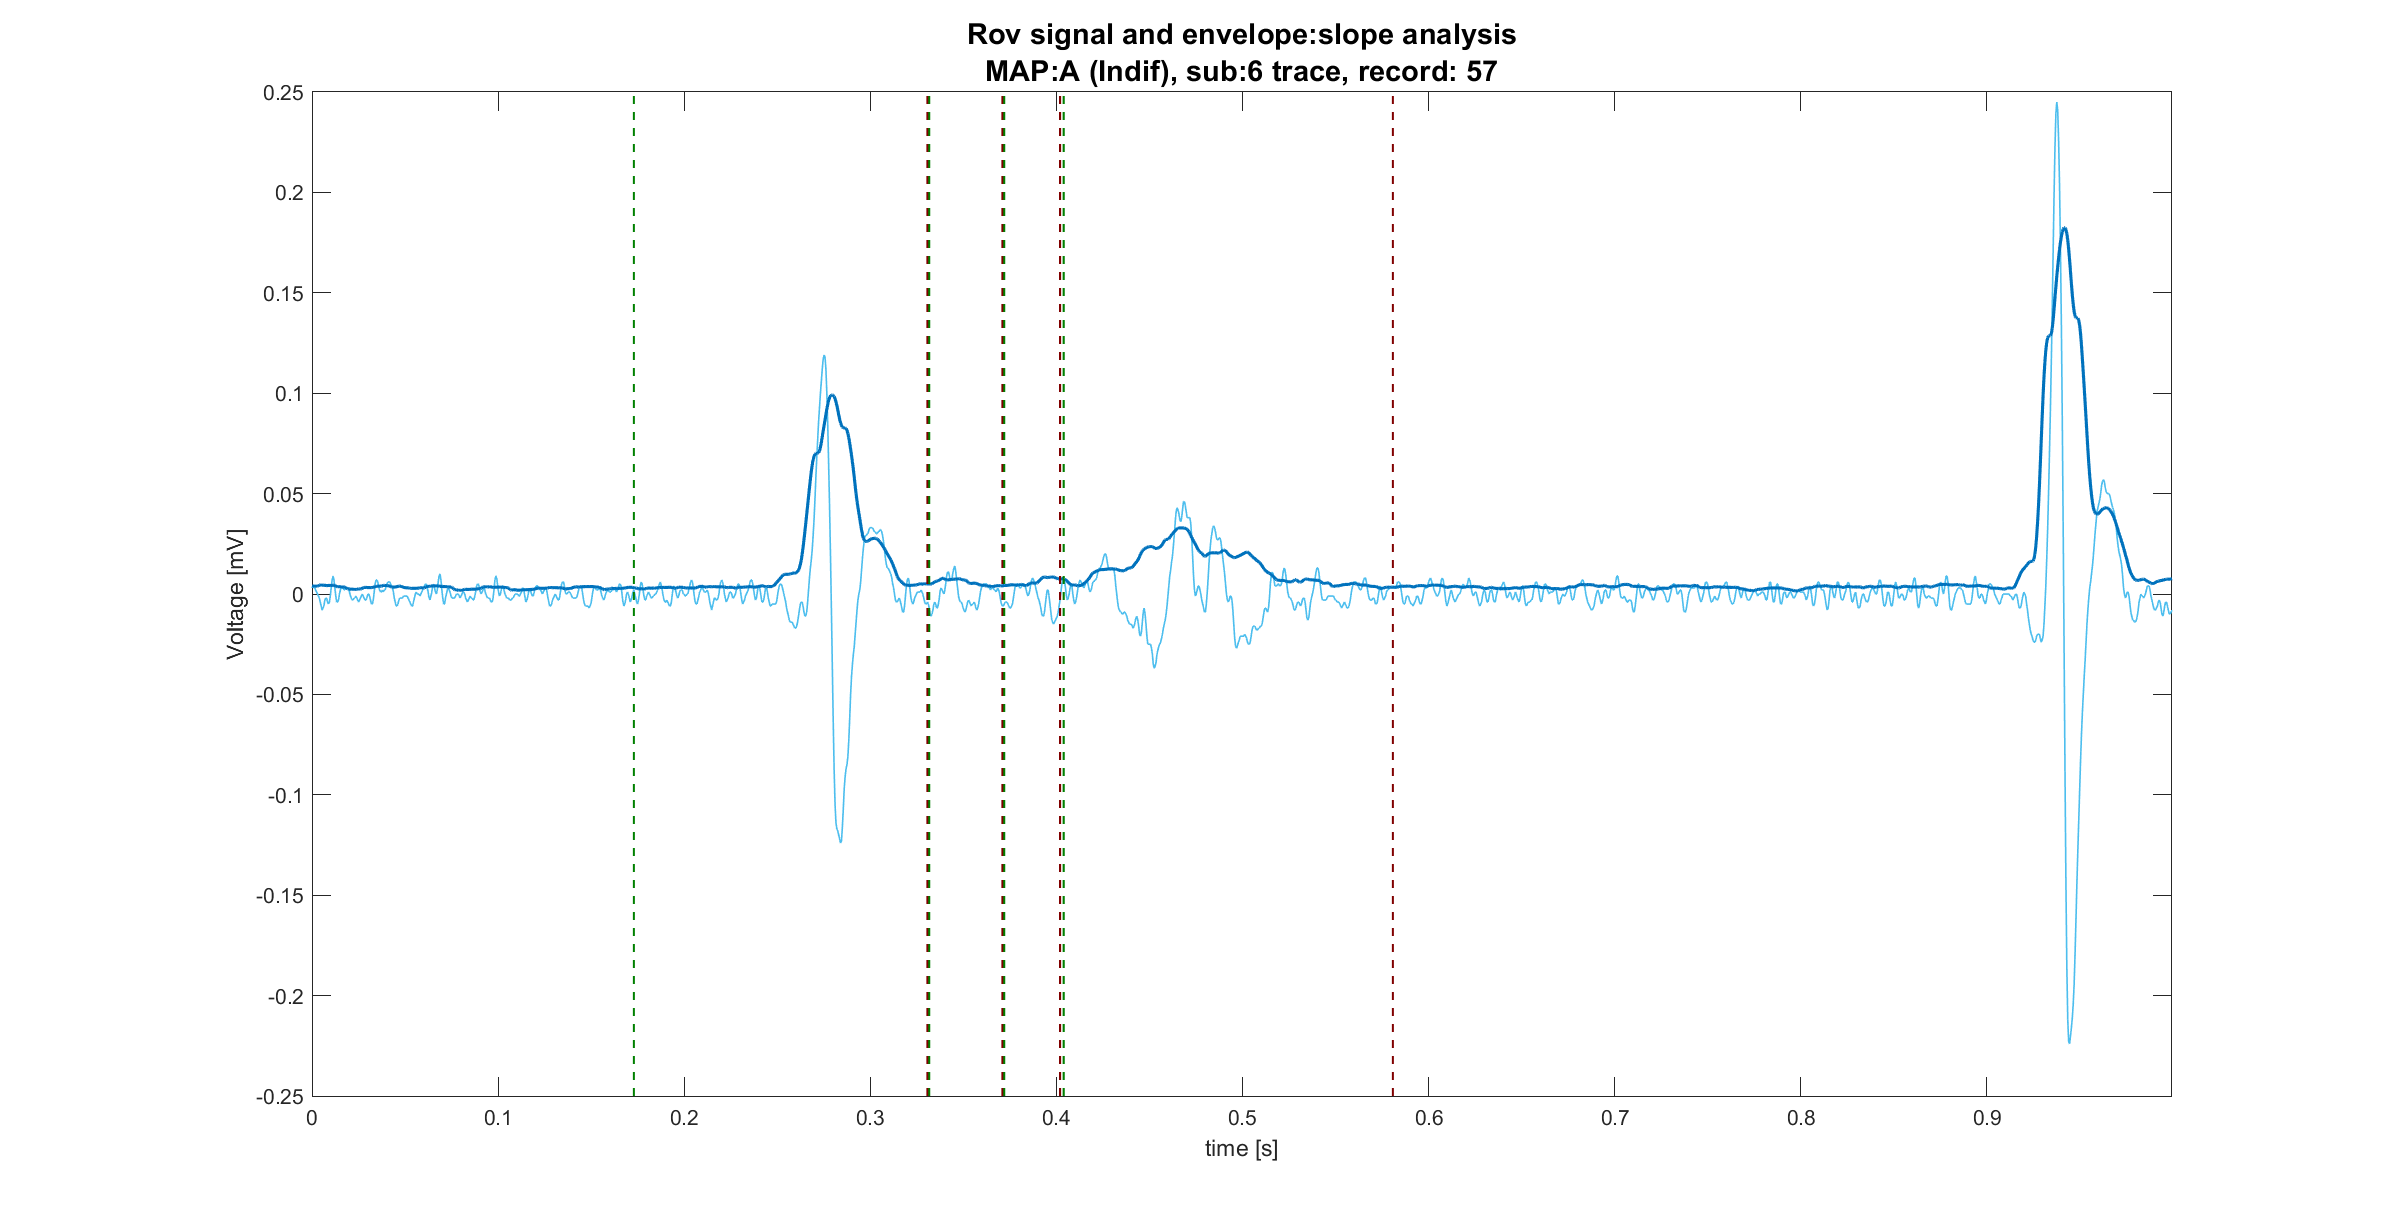 Rov signal and envelope:slope analysis
MAP:A (Indif), sub:6 trace, record: 57
0.25
0.2
0.15
0.1
0.05
0
-0.05
-0.1
-0.15
-0.2
-0.25
Voltage [mV]
0 0.1 0.2 0.3 0.4 0.5 0.6 0.7 0.8 0.9
time [s]